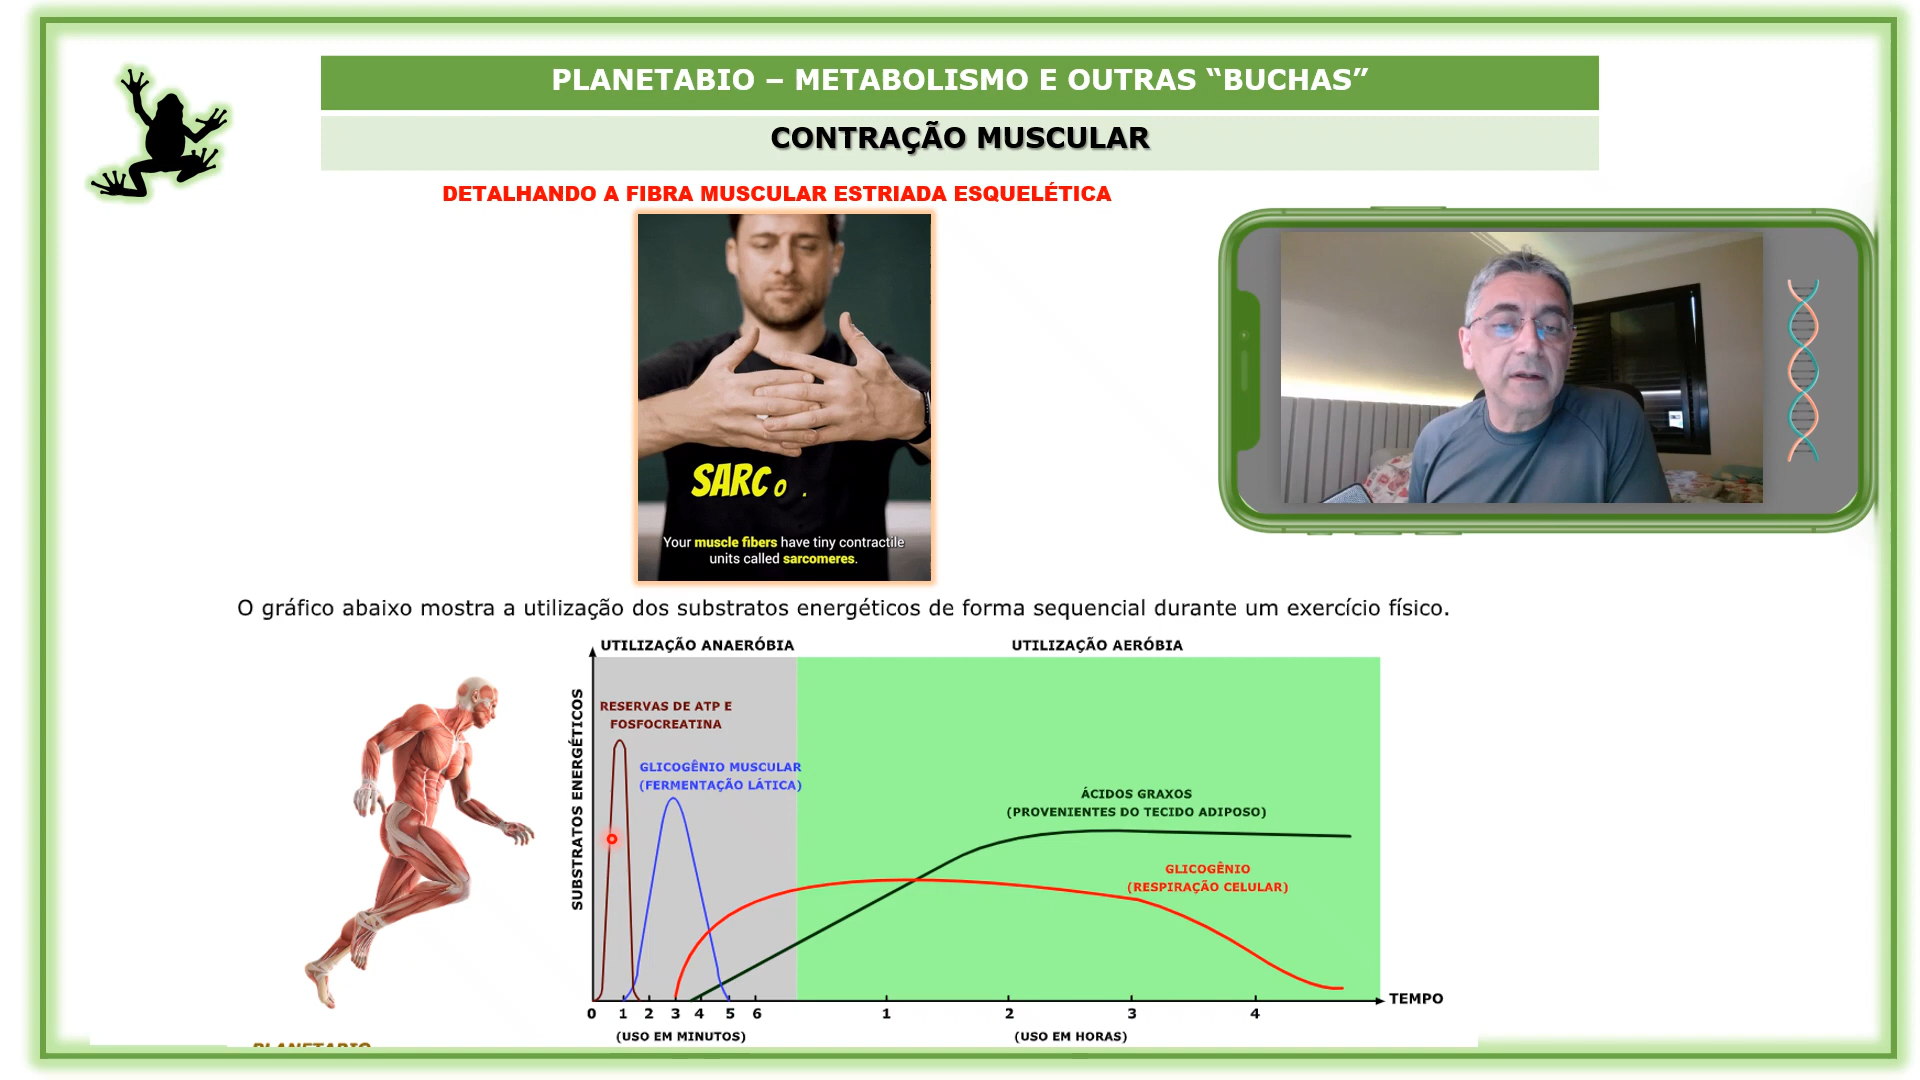 PLANETABIO – METABOLISMO E OUTRAS “BUCHAS”
CONTRAÇÃO MUSCULAR
DETALHANDO A FIBRA MUSCULAR ESTRIADA ESQUELÉTICA
SARCO .
Your muscle fibers have tiny contractile
units called sarcomeres.
O gráfico abaixo mostra a utilização dos substratos energéticos de forma sequencial durante um exercício físico.
UTILIZAÇÃO ANAERÓBIA
UTILIZAÇÃO AERÓBIA
SUBSTRATOS ENERGÉTICOS
RESERVAS DE ATP E
FOSFOCREATINA
GLICOGÊNIO MUSCULAR
(FERMENTAÇÃO LÁTICA)
ÁCIDOS GRAXOS
(PROVENIENTES DO TECIDO ADIPOSO)
GLICOGÊNIO
(RESPIRAÇÃO CELULAR)
TEMPO
0 1 2 3 4 5 6 1 2 3 4
(USO EM MINUTOS)
(USO EM HORAS)
PLANETABIO